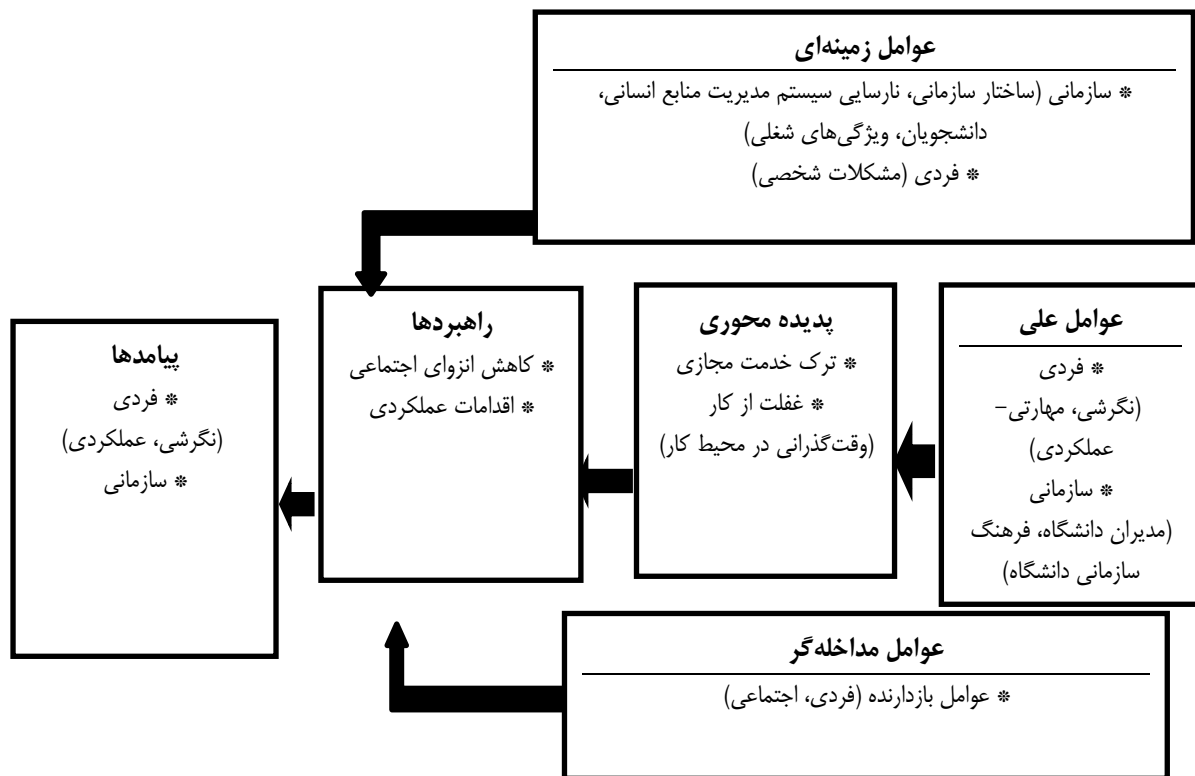 عوامل زمینه‌ای
* سازمانی (ساختار سازمانی، نارسایی سیستم مدیریت منابع انسانی،
دانشجویان، ویژگی‌های شغلی)
* فردی (مشکلات شخصی)
عوامل علی
* فردی
(نگرشی، مهارتی–
عملکردی)
* سازمانی
(مدیران دانشگاه، فرهنگ
سازمانی دانشگاه)
پدیده محوری
* ترک خدمت مجازی
* غفلت از کار
(وقت‌گذرانی در محیط کار)
راهبردها
* کاهش انزوای اجتماعی
* اقدامات عملکردی
پیامدها
* فردی
(نگرشی، عملکردی)
* سازمانی
عوامل مداخله‌گر
* عوامل بازدارنده (فردی، اجتماعی)